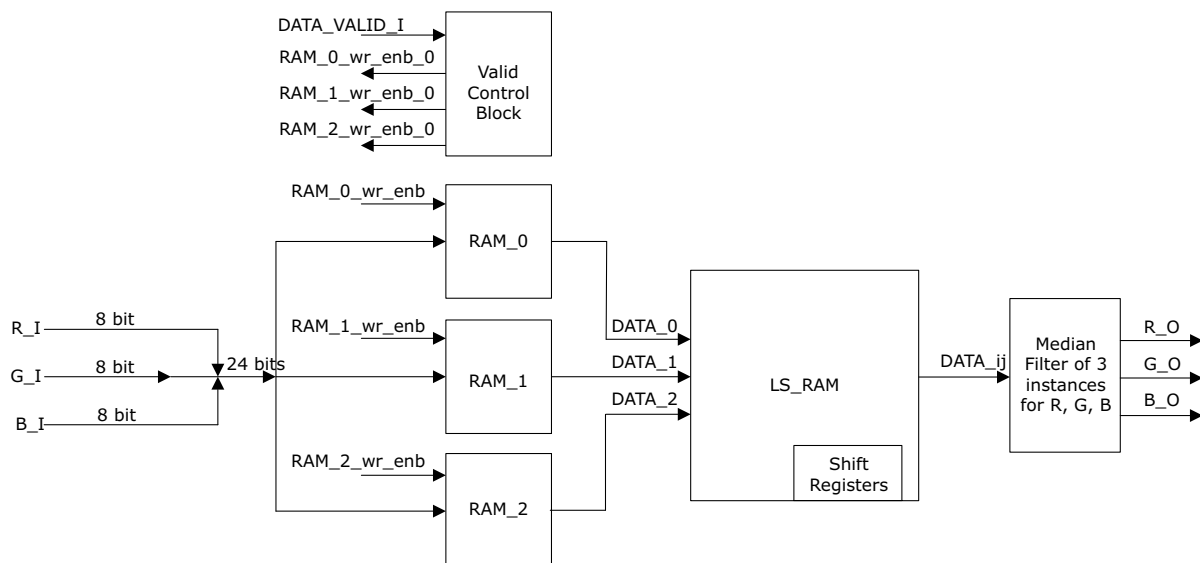 DATA_VALID_I
RAM_0_wr_enb_0
RAM_1_wr_enb_0
RAM_2_wr_enb_0
Valid
Control
Block
RAM_0_wr_enb
RAM_0
R_I
8 bit
G_I
8 bit
B_I
8 bit
24 bits
RAM_1_wr_enb
RAM_1
RAM_2_wr_enb
RAM_2
DATA_0
DATA_1
DATA_2
LS_RAM
Shift
Registers
DATA_ij
Median
Filter of 3
instances
for R, G, B
R_O
G_O
B_O